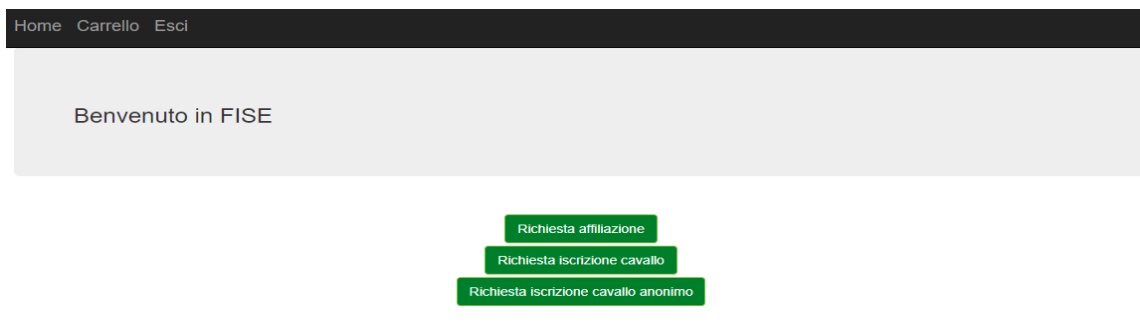 Home Carrello Esci
Benvenuto in FISE
Richiesta affiliazione
Richiesta iscrizione cavallo
Richiesta iscrizione cavallo anonimo